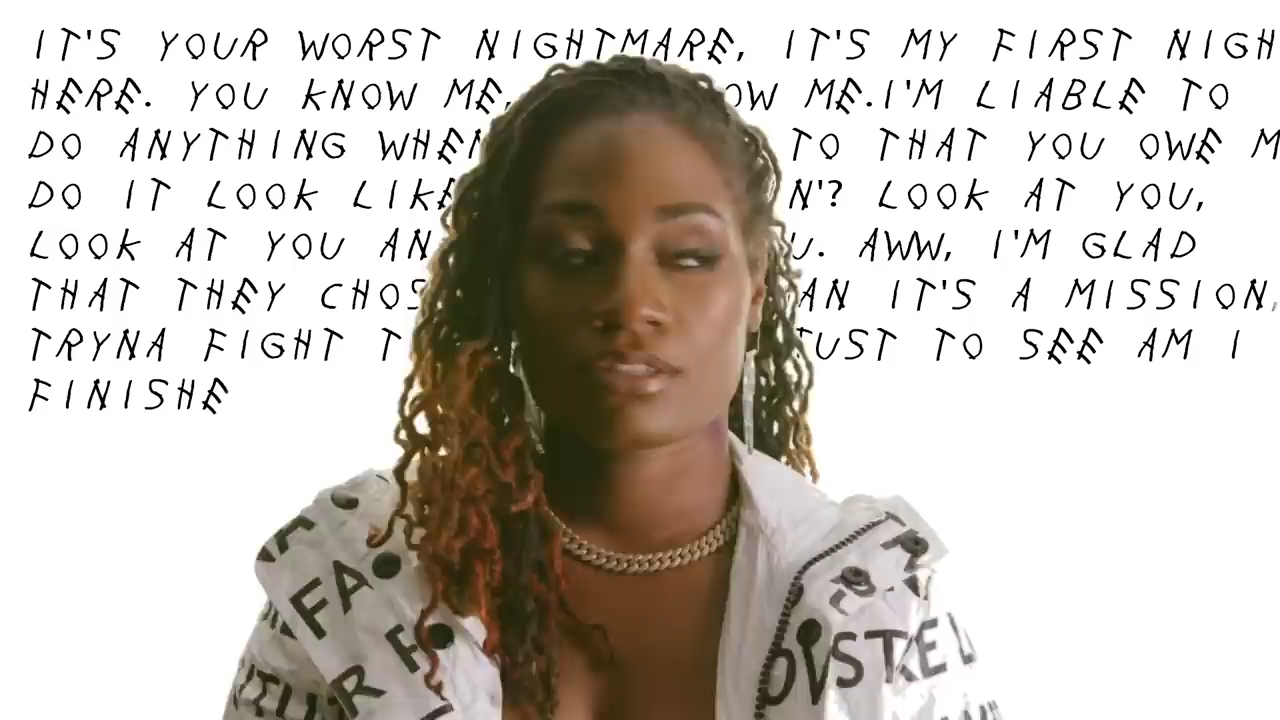 IT'S YOUR WORST NIGHTMARE, IT'S MY FIRST NIGH
HERE. YOU KNOW ME, OW ME.I'M LIABLE TO
DO ANYTHING WHEN TO THAT YOU OWE M
DO IT LOOK LIKE N'? LOOK AT YOU,
LOOK AT YOU AN U. AWW, I'M GLAD
THAT THEY CHOS AN IT'S A MISSION,
TRYNA FIGHT T JUST TO SEE AM I
FINISHE
FA